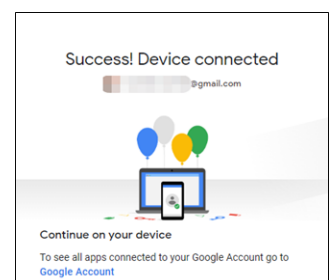 Success! Device connected
@gmail.com
Continue on your device
To see all apps connected to your Google Account go to
Google Account